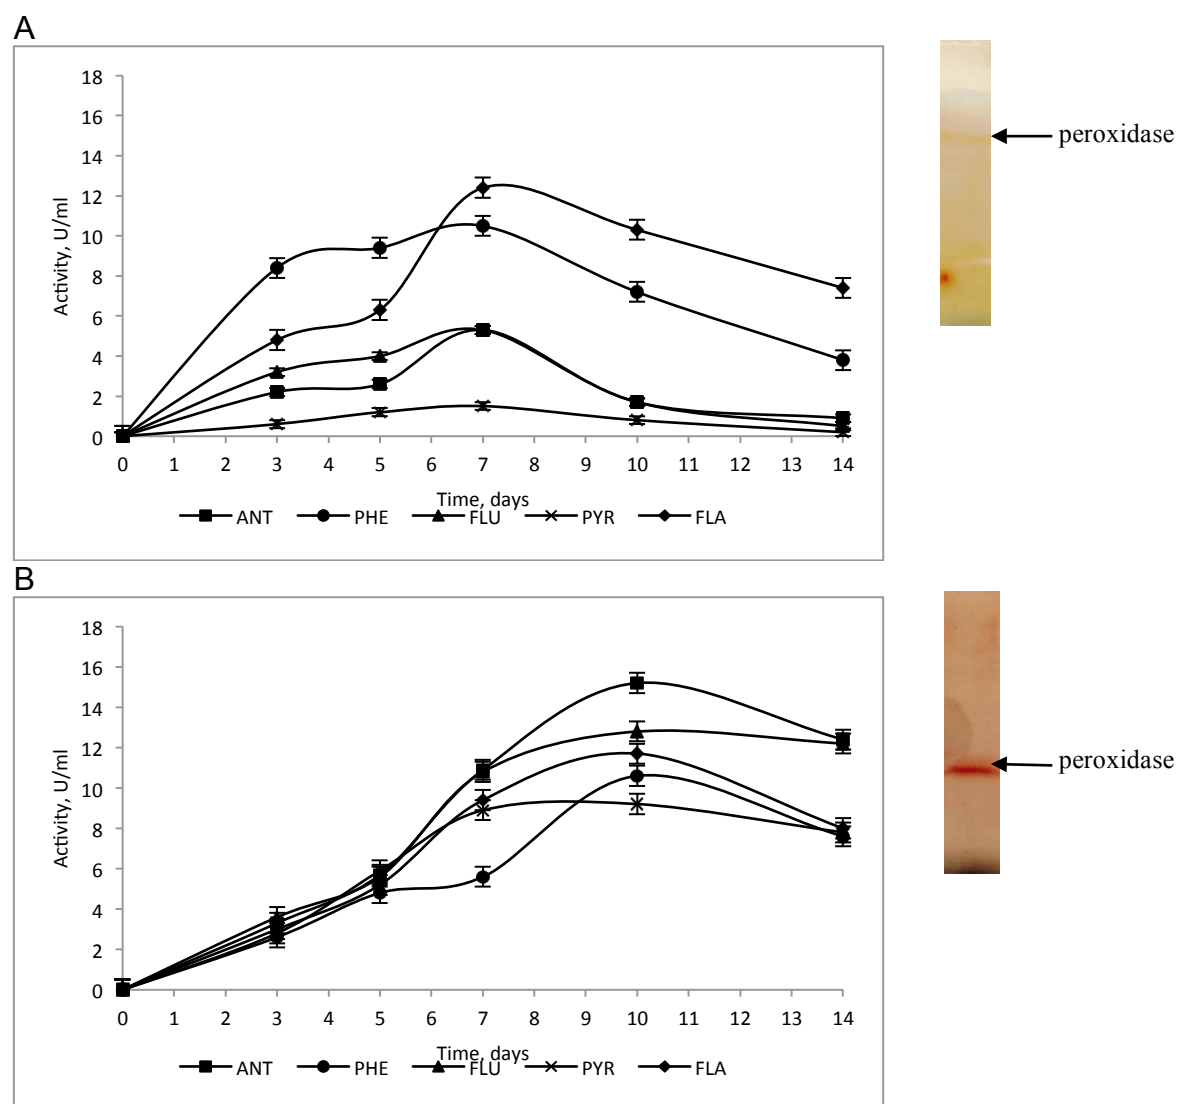 A
18
16
14
12
10
8
6
4
2
0
Activity, U/ml
0 1 2 3 4 5 6 7 8 9 10 11 12 13 14
Time, days
ANT PHE FLU PYR FLA
peroxidase
B
18
16
14
12
10
8
6
4
2
0
Activity, U/ml
0 1 2 3 4 5 6 7 8 9 10 11 12 13 14
Time, days
ANT PHE FLU PYR FLA
peroxidase